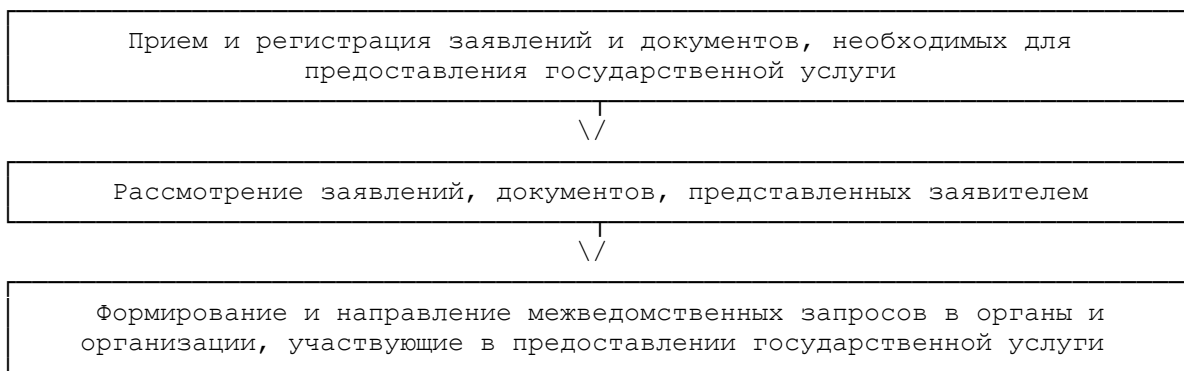 Прием и регистрация заявлений и документов, необходимых для
предоставления государственной услуги
\/
Рассмотрение заявлений, документов, представленных заявителем
\/
Формирование и направление межведомственных запросов в органы и
организации, участвующие в предоставлении государственной услуги